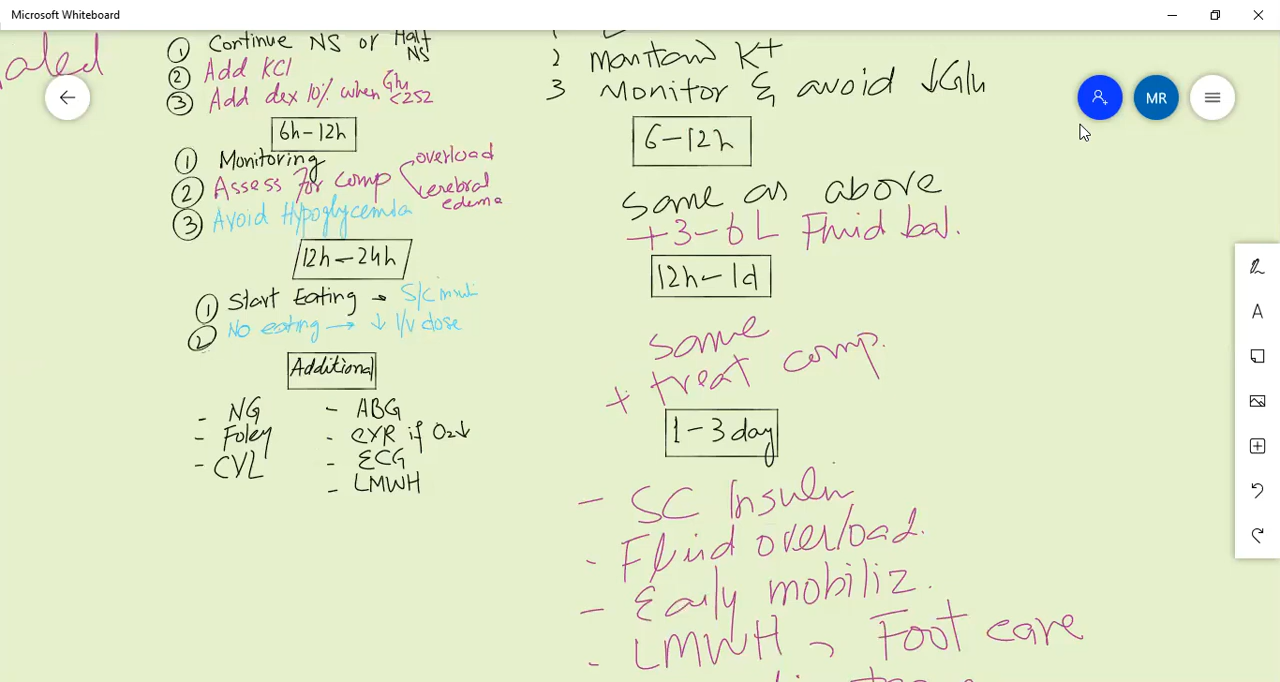 Microsoft Whiteboard
aled
① Continue NS or Half NS
② Add KCl
③ Add dex 10% when Glu <252
6h-12h
① Monitoring
② Assess For comp overload
cerebral edema
③ Avoid Hypoglycemia
12h-24h
① Start Eating → S/C insuli
② No eating → ↓ I/V dose
Additional
- NG
- Foley
- CVL
- ABG
- CXR if O2↓
- ECG
- LMWH
2 K+
3 Monitor & avoid ↓Glu
6-12h
same as above
+3-6L Fluid bal.
12h-1d
same
+ treat comp.
1-3day
- SC Insulin
- Fluid overload.
- Early mobiliz.
- LMWH, Foot care
MR
A